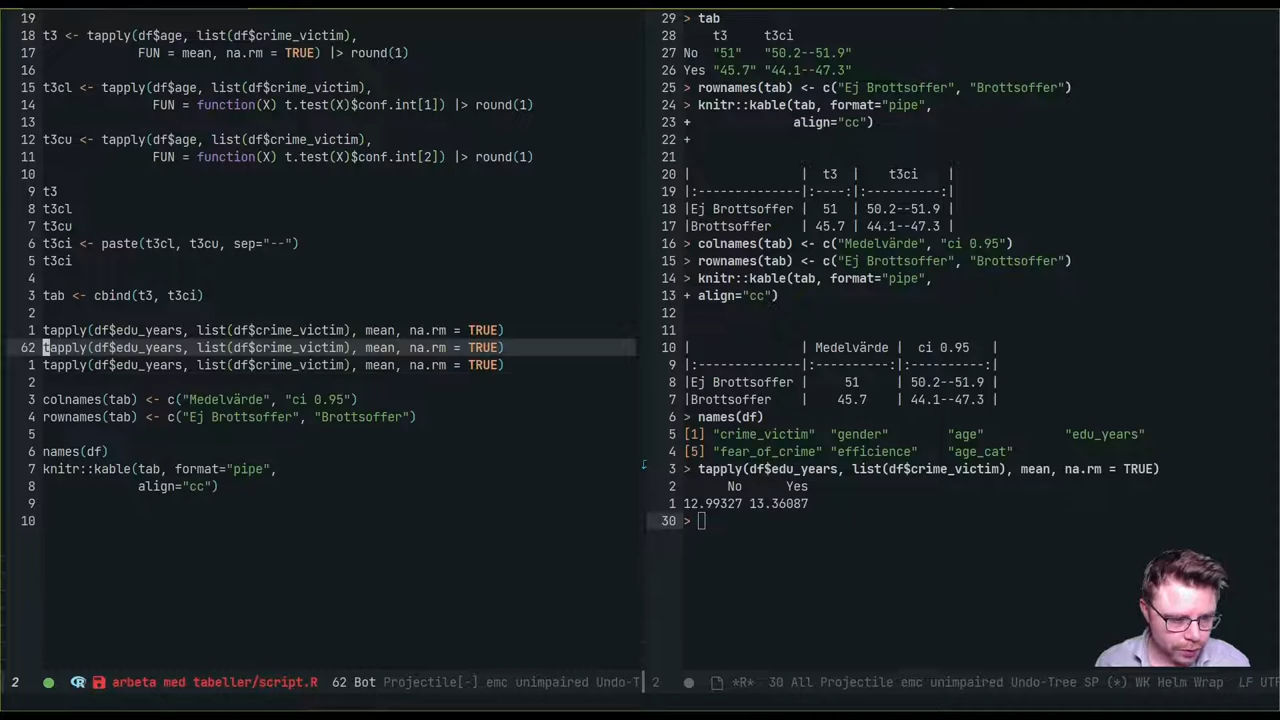 19
18 t3 <- tapply(df$age, list(df$crime_victim),
17 FUN = mean, na.rm = TRUE) |> round(1)
16
15 t3cl <- tapply(df$age, list(df$crime_victim),
14 FUN = function(X) t.test(X)$conf.int[1]) |> round(1)
13
12 t3cu <- tapply(df$age, list(df$crime_victim),
11 FUN = function(X) t.test(X)$conf.int[2]) |> round(1)
10
9 t3
8 t3cl
7 t3cu
6 t3ci <- paste(t3cl, t3cu, sep="--")
5 t3ci
4
3 tab <- cbind(t3, t3ci)
2
1 tapply(df$edu_years, list(df$crime_victim), mean, na.rm = TRUE)
62 tapply(df$edu_years, list(df$crime_victim), mean, na.rm = TRUE)
1 tapply(df$edu_years, list(df$crime_victim), mean, na.rm = TRUE)
2
3 colnames(tab) <- c("Medelvärde", "ci 0.95")
4 rownames(tab) <- c("Ej Brottsoffer", "Brottsoffer")
5
6 names(df)
7 knitr::kable(tab, format="pipe",
8 align="cc")
9
10
2 R arbeta med tabeller/script.R 62 Bot Projectile[-] emc unimpaired Undo-T
29 > tab
28 t3 t3ci
27 No "51" "50.2--51.9"
26 Yes "45.7" "44.1--47.3"
25 > rownames(tab) <- c("Ej Brottsoffer", "Brottsoffer")
24 > knitr::kable(tab, format="pipe",
23 + align="cc")
22 +
21
20 | | t3 | t3ci |
19 |:--------------|:----:|:----------:|
18 |Ej Brottsoffer | 51 | 50.2--51.9 |
17 |Brottsoffer | 45.7 | 44.1--47.3 |
16 > colnames(tab) <- c("Medelvärde", "ci 0.95")
15 > rownames(tab) <- c("Ej Brottsoffer", "Brottsoffer")
14 > knitr::kable(tab, format="pipe",
13 + align="cc")
12
11
10 | | Medelvärde | ci 0.95 |
9 |:--------------|:----------:|:----------:|
8 |Ej Brottsoffer | 51 | 50.2--51.9 |
7 |Brottsoffer | 45.7 | 44.1--47.3 |
6 > names(df)
5 [1] "crime_victim" "gender" "age" "edu_years"
4 [5] "fear_of_crime" "efficience" "age_cat"
3 > tapply(df$edu_years, list(df$crime_victim), mean, na.rm = TRUE)
2 No Yes
1 12.99327 13.36087
30 >
2 *R* 30 All Projectile emc unimpaired Undo-Tree SP (*) WK Helm Wrap LF UTF